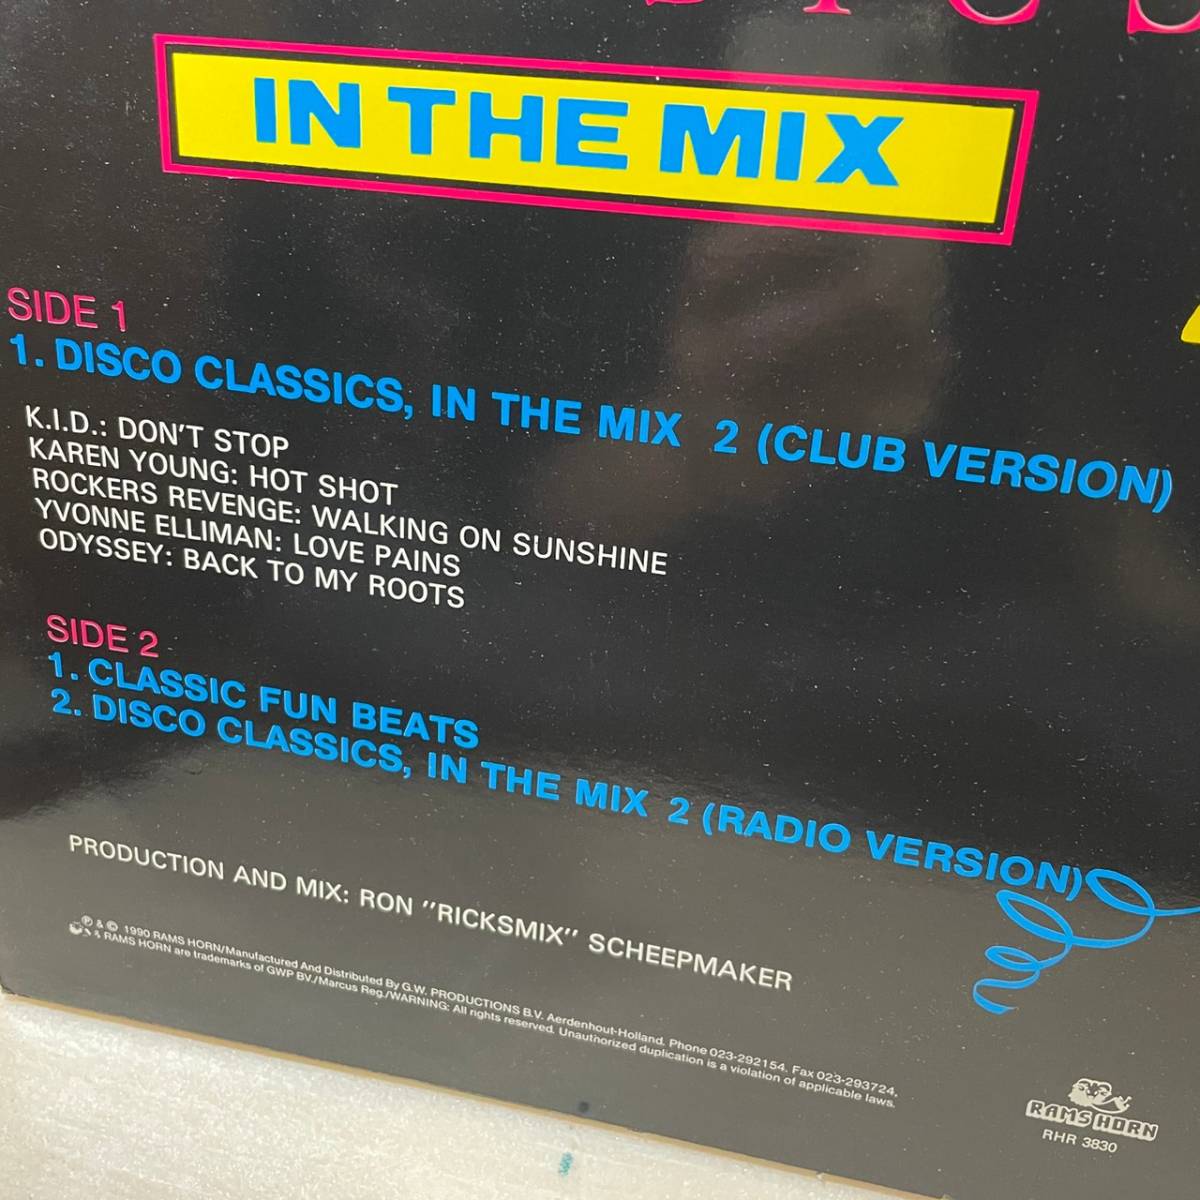 IN THE MIX
SIDE 1
1. DISCO CLASSICS, IN THE MIX 2 (CLUB VERSION)
K.I.D.: DON'T STOP
KAREN YOUNG: HOT SHOT
ROCKERS REVENGE: WALKING ON SUNSHINE
YVONNE ELLIMAN: LOVE PAINS
ODYSSEY: BACK TO MY ROOTS
SIDE 2
1. CLASSIC FUN BEATS
2. DISCO CLASSICS, IN THE MIX 2 (RADIO VERSION)
PRODUCTION AND MIX: RON "RICKSMIX" SCHEEPMAKER
℗ & © 1990 RAMS HORN/Manufactured And Distributed By G.W. PRODUCTIONS B.V. Aerdenhout-Holland. Phone 023-292154. Fax 023-293724,
& RAMS HORN are trademarks of GWP BV./Marcus Reg./WARNING: All rights reserved. Unauthorized duplication is a violation of applicable laws.
RAMS HORN
RHR 3830